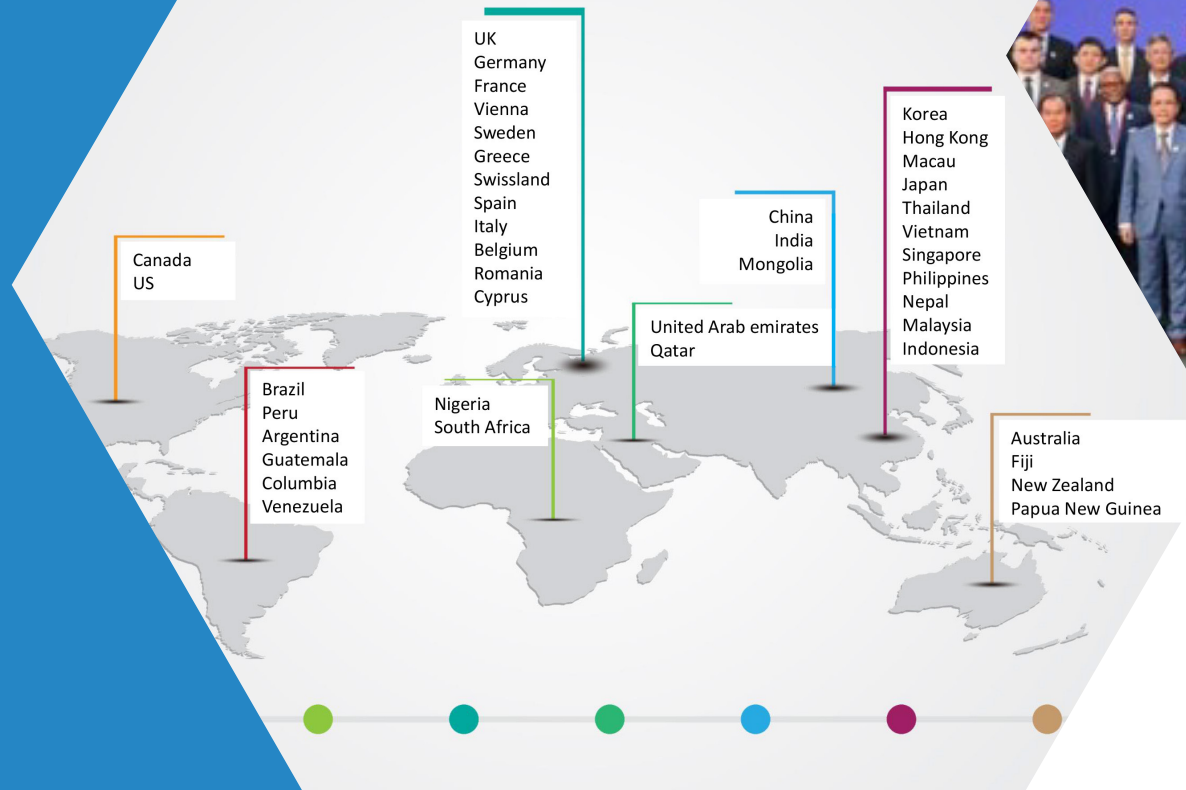 UK
Germany
France
Vienna
Sweden
Greece
Swissland
Spain
Italy
Belgium
Romania
Cyprus
Korea
Hong Kong
Macau
Japan
Thailand
Vietnam
Singapore
Philippines
Nepal
Malaysia
Indonesia
China
India
Mongolia
Canada
US
United Arab emirates
Qatar
Brazil
Peru
Argentina
Guatemala
Columbia
Venezuela
Nigeria
South Africa
Australia
Fiji
New Zealand
Papua New Guinea